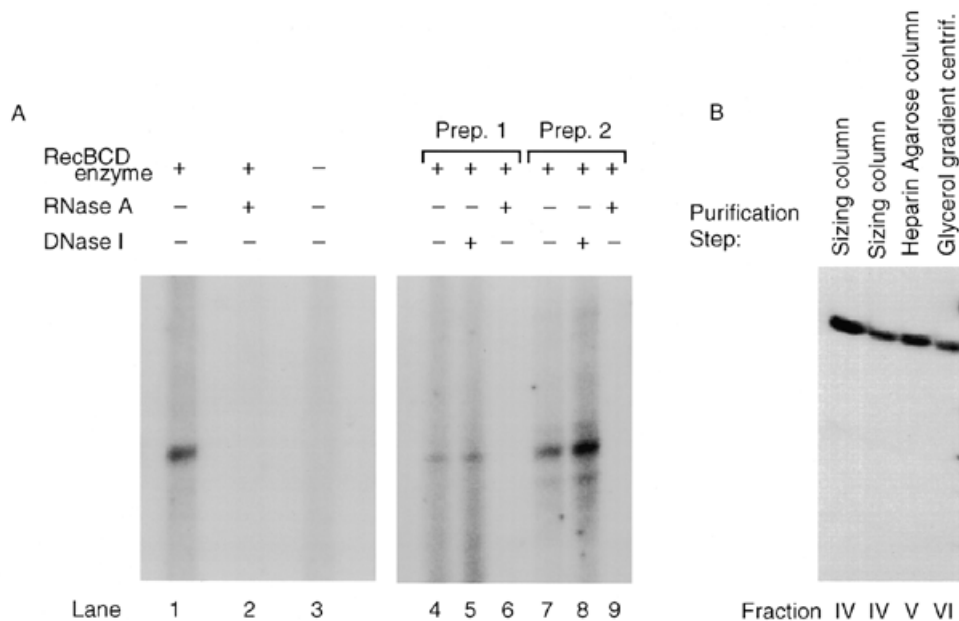 A
Prep. 1 Prep. 2
RecBCD
enzyme + + − + + + + + +
RNase A − + − − − + − − +
DNase I − − − − + − − + −
Lane 1 2 3 4 5 6 7 8 9
B
Sizing column
Sizing column
Heparin Agarose column
Glycerol gradient centrif.
Purification
Step:
Fraction IV IV V VI